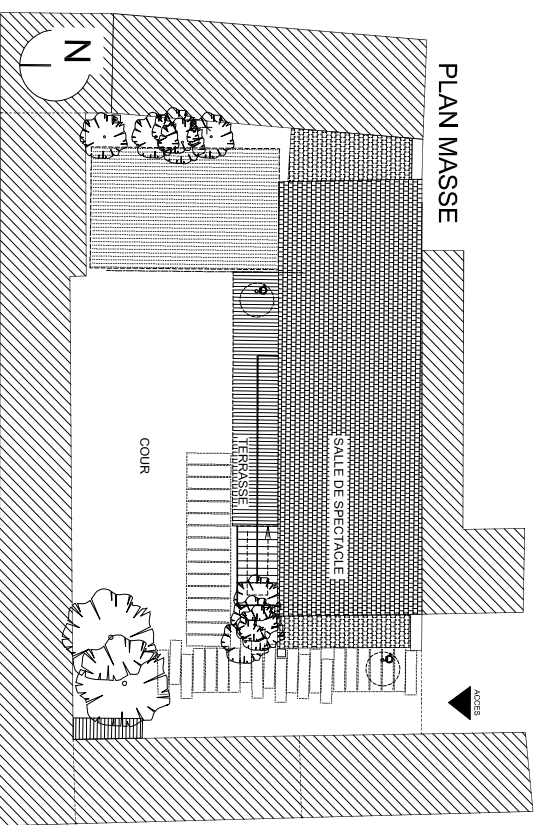 PLAN MASSE
N
SALLE DE SPECTACLE
TERRASSE
COUR
ACCES